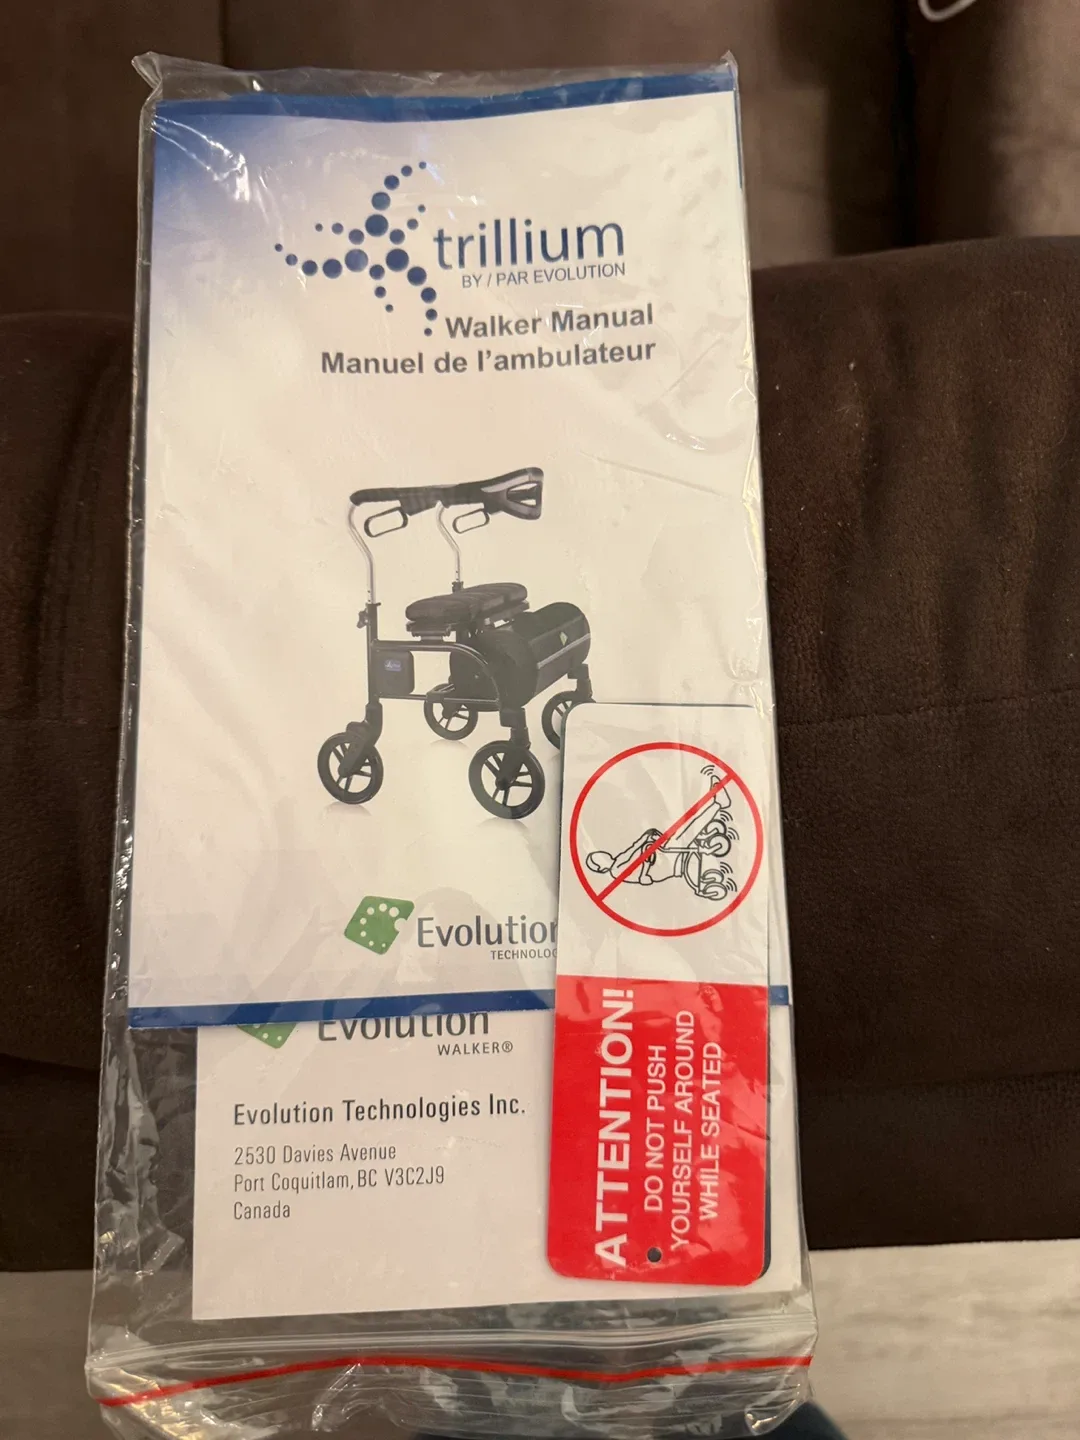 trillium
BY / PAR EVOLUTION
Walker Manual
Manuel de l'ambulateur
Evolution
TECHNOLOG
Evolution
WALKER®
Evolution Technologies Inc.
2530 Davies Avenue
Port Coquitlam, BC V3C2J9
Canada
ATTENTION!
DO NOT PUSH
YOURSELF AROUND
WHILE SEATED